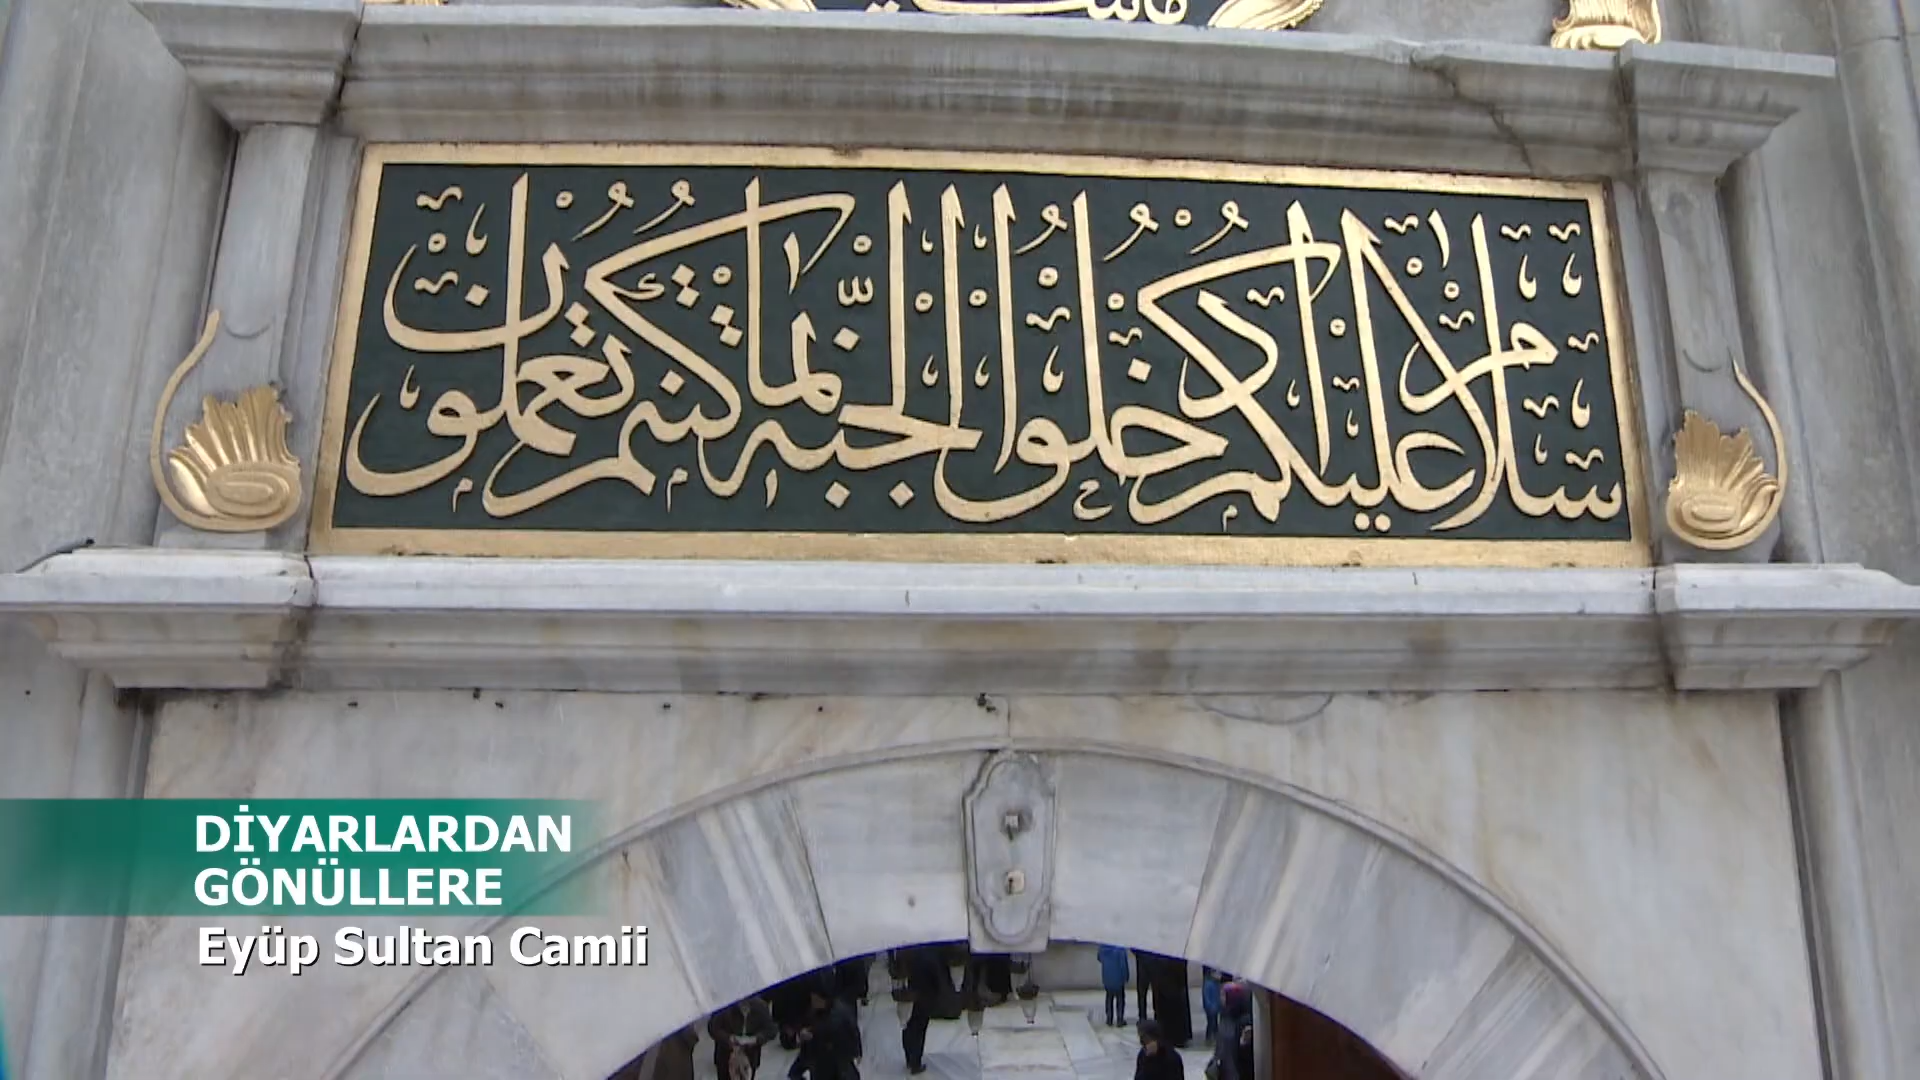 سلام عليكم ادخلوا الجنة بما كنتم تعملون
DİYARLARDAN
GÖNÜLLERE
Eyüp Sultan Camii